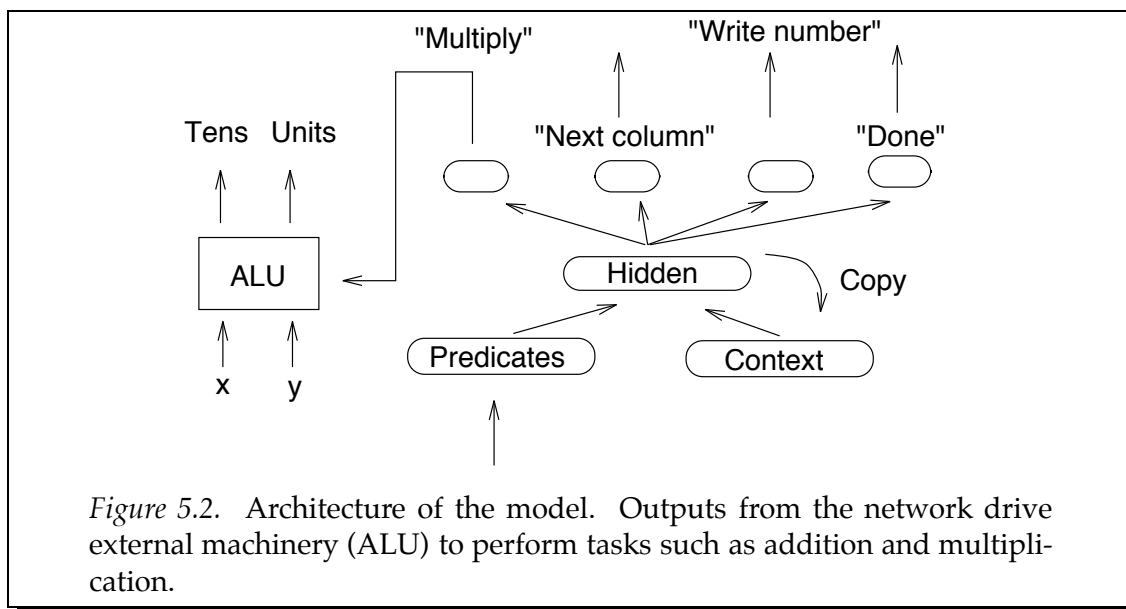 "Multiply" "Write number"
Tens Units "Next column" "Done"
ALU Hidden Copy
Predicates Context
x y
Figure 5.2. Architecture of the model. Outputs from the network drive
external machinery (ALU) to perform tasks such as addition and multipli-
cation.